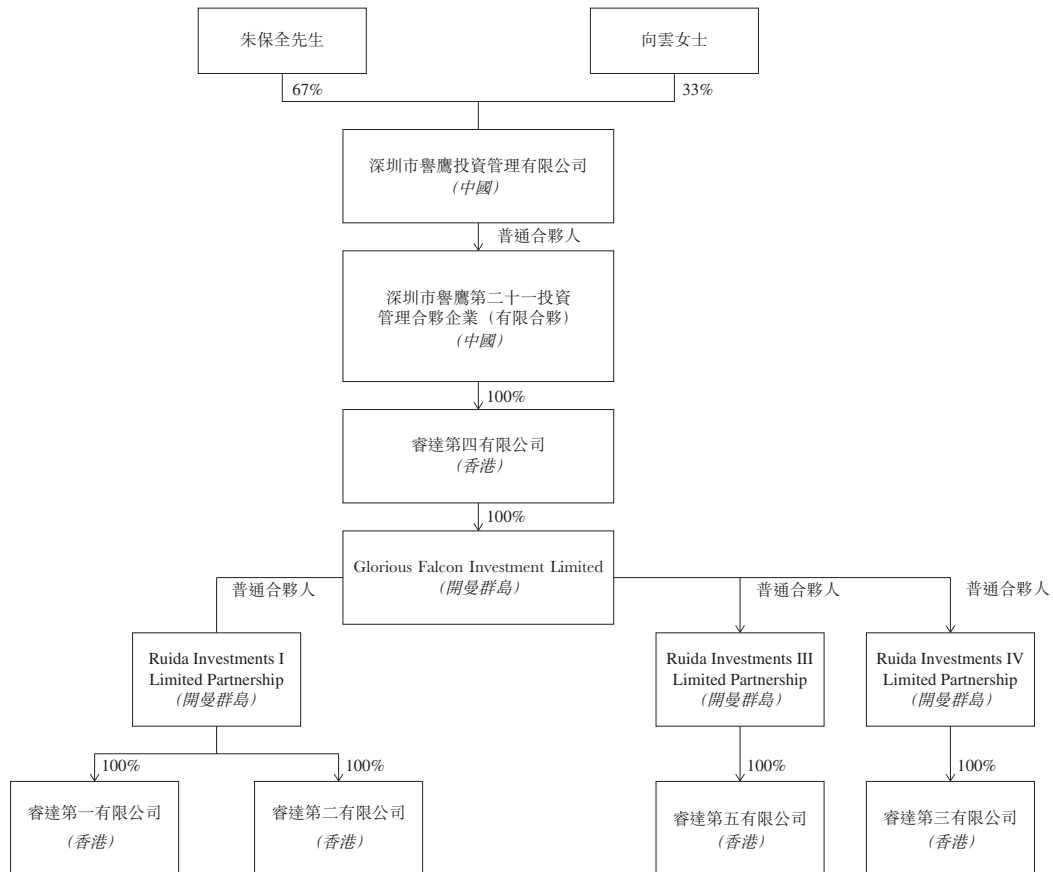 朱保全先生
向雲女士
67%
33%
深圳市譽鷹投資管理有限公司
（中國）
普通合夥人
深圳市譽鷹第二十一投資
管理合夥企業（有限合夥）
（中國）
100%
睿達第四有限公司
（香港）
100%
Glorious Falcon Investment Limited
（開曼群島）
普通合夥人
普通合夥人
普通合夥人
Ruida Investments I
Limited Partnership
（開曼群島）
Ruida Investments III
Limited Partnership
（開曼群島）
Ruida Investments IV
Limited Partnership
（開曼群島）
100%
100%
100%
100%
睿達第一有限公司
（香港）
睿達第二有限公司
（香港）
睿達第五有限公司
（香港）
睿達第三有限公司
（香港）